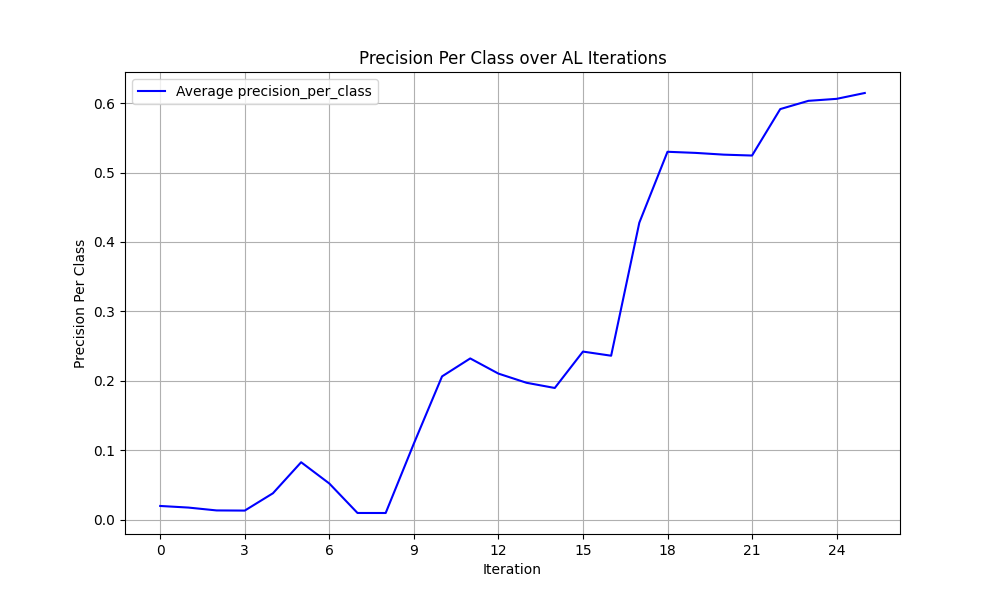 Precision Per Class over AL Iterations
Average precision_per_class
Precision Per Class
0.6
0.5
0.4
0.3
0.2
0.1
0.0
0 3 6 9 12 15 18 21 24
Iteration